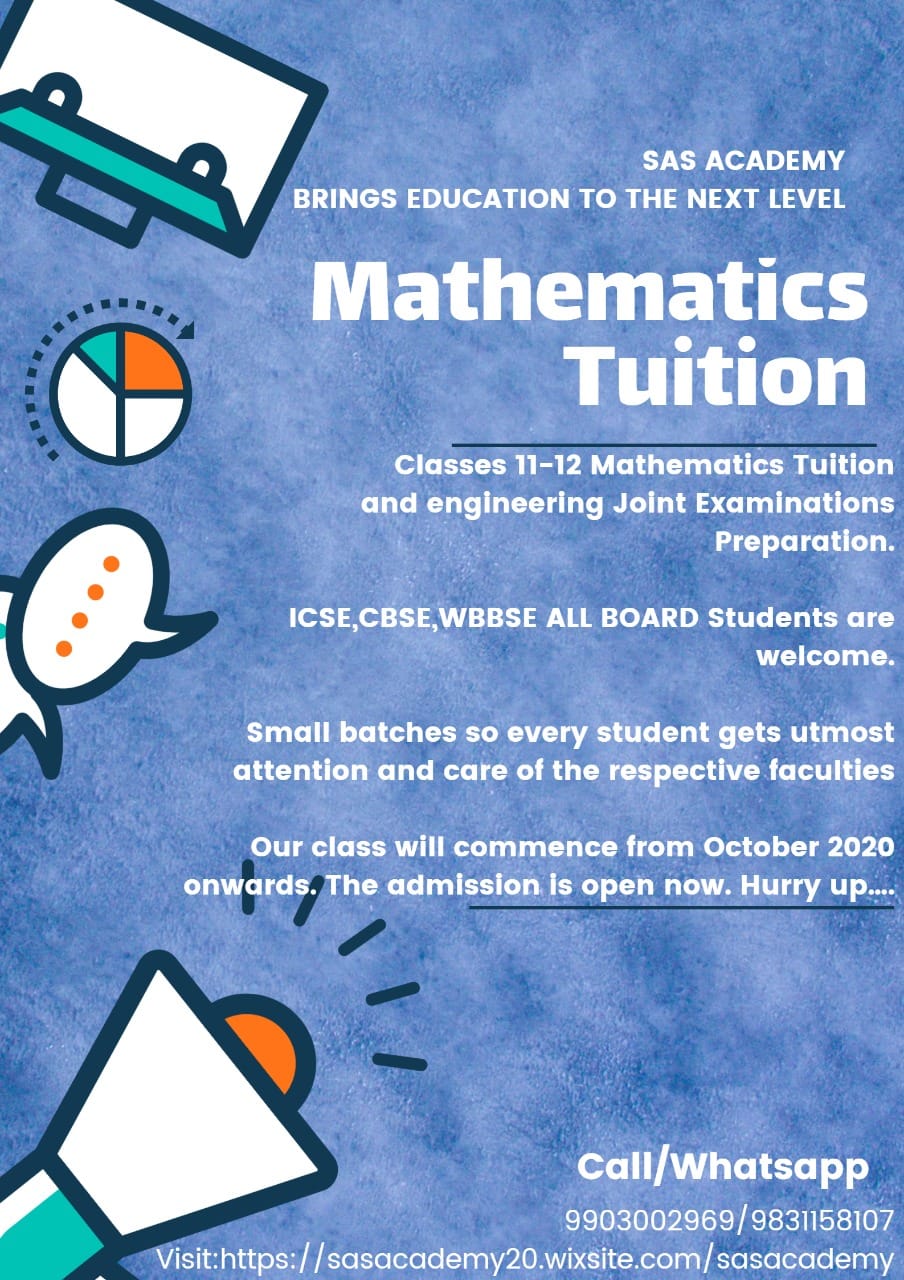 SAS ACADEMY
BRINGS EDUCATION TO THE NEXT LEVEL
Mathematics
Tuition
Classes 11-12 Mathematics Tuition
and engineering Joint Examinations
Preparation.
ICSE,CBSE,WBBSE ALL BOARD Students are
welcome.
Small batches so every student gets utmost
attention and care of the respective faculties
Our class will commence from October 2020
onwards. The admission is open now. Hurry up....
Call/Whatsapp
9903002969/9831158107
Visit:https://sasacademy20.wixsite.com/sasacademy